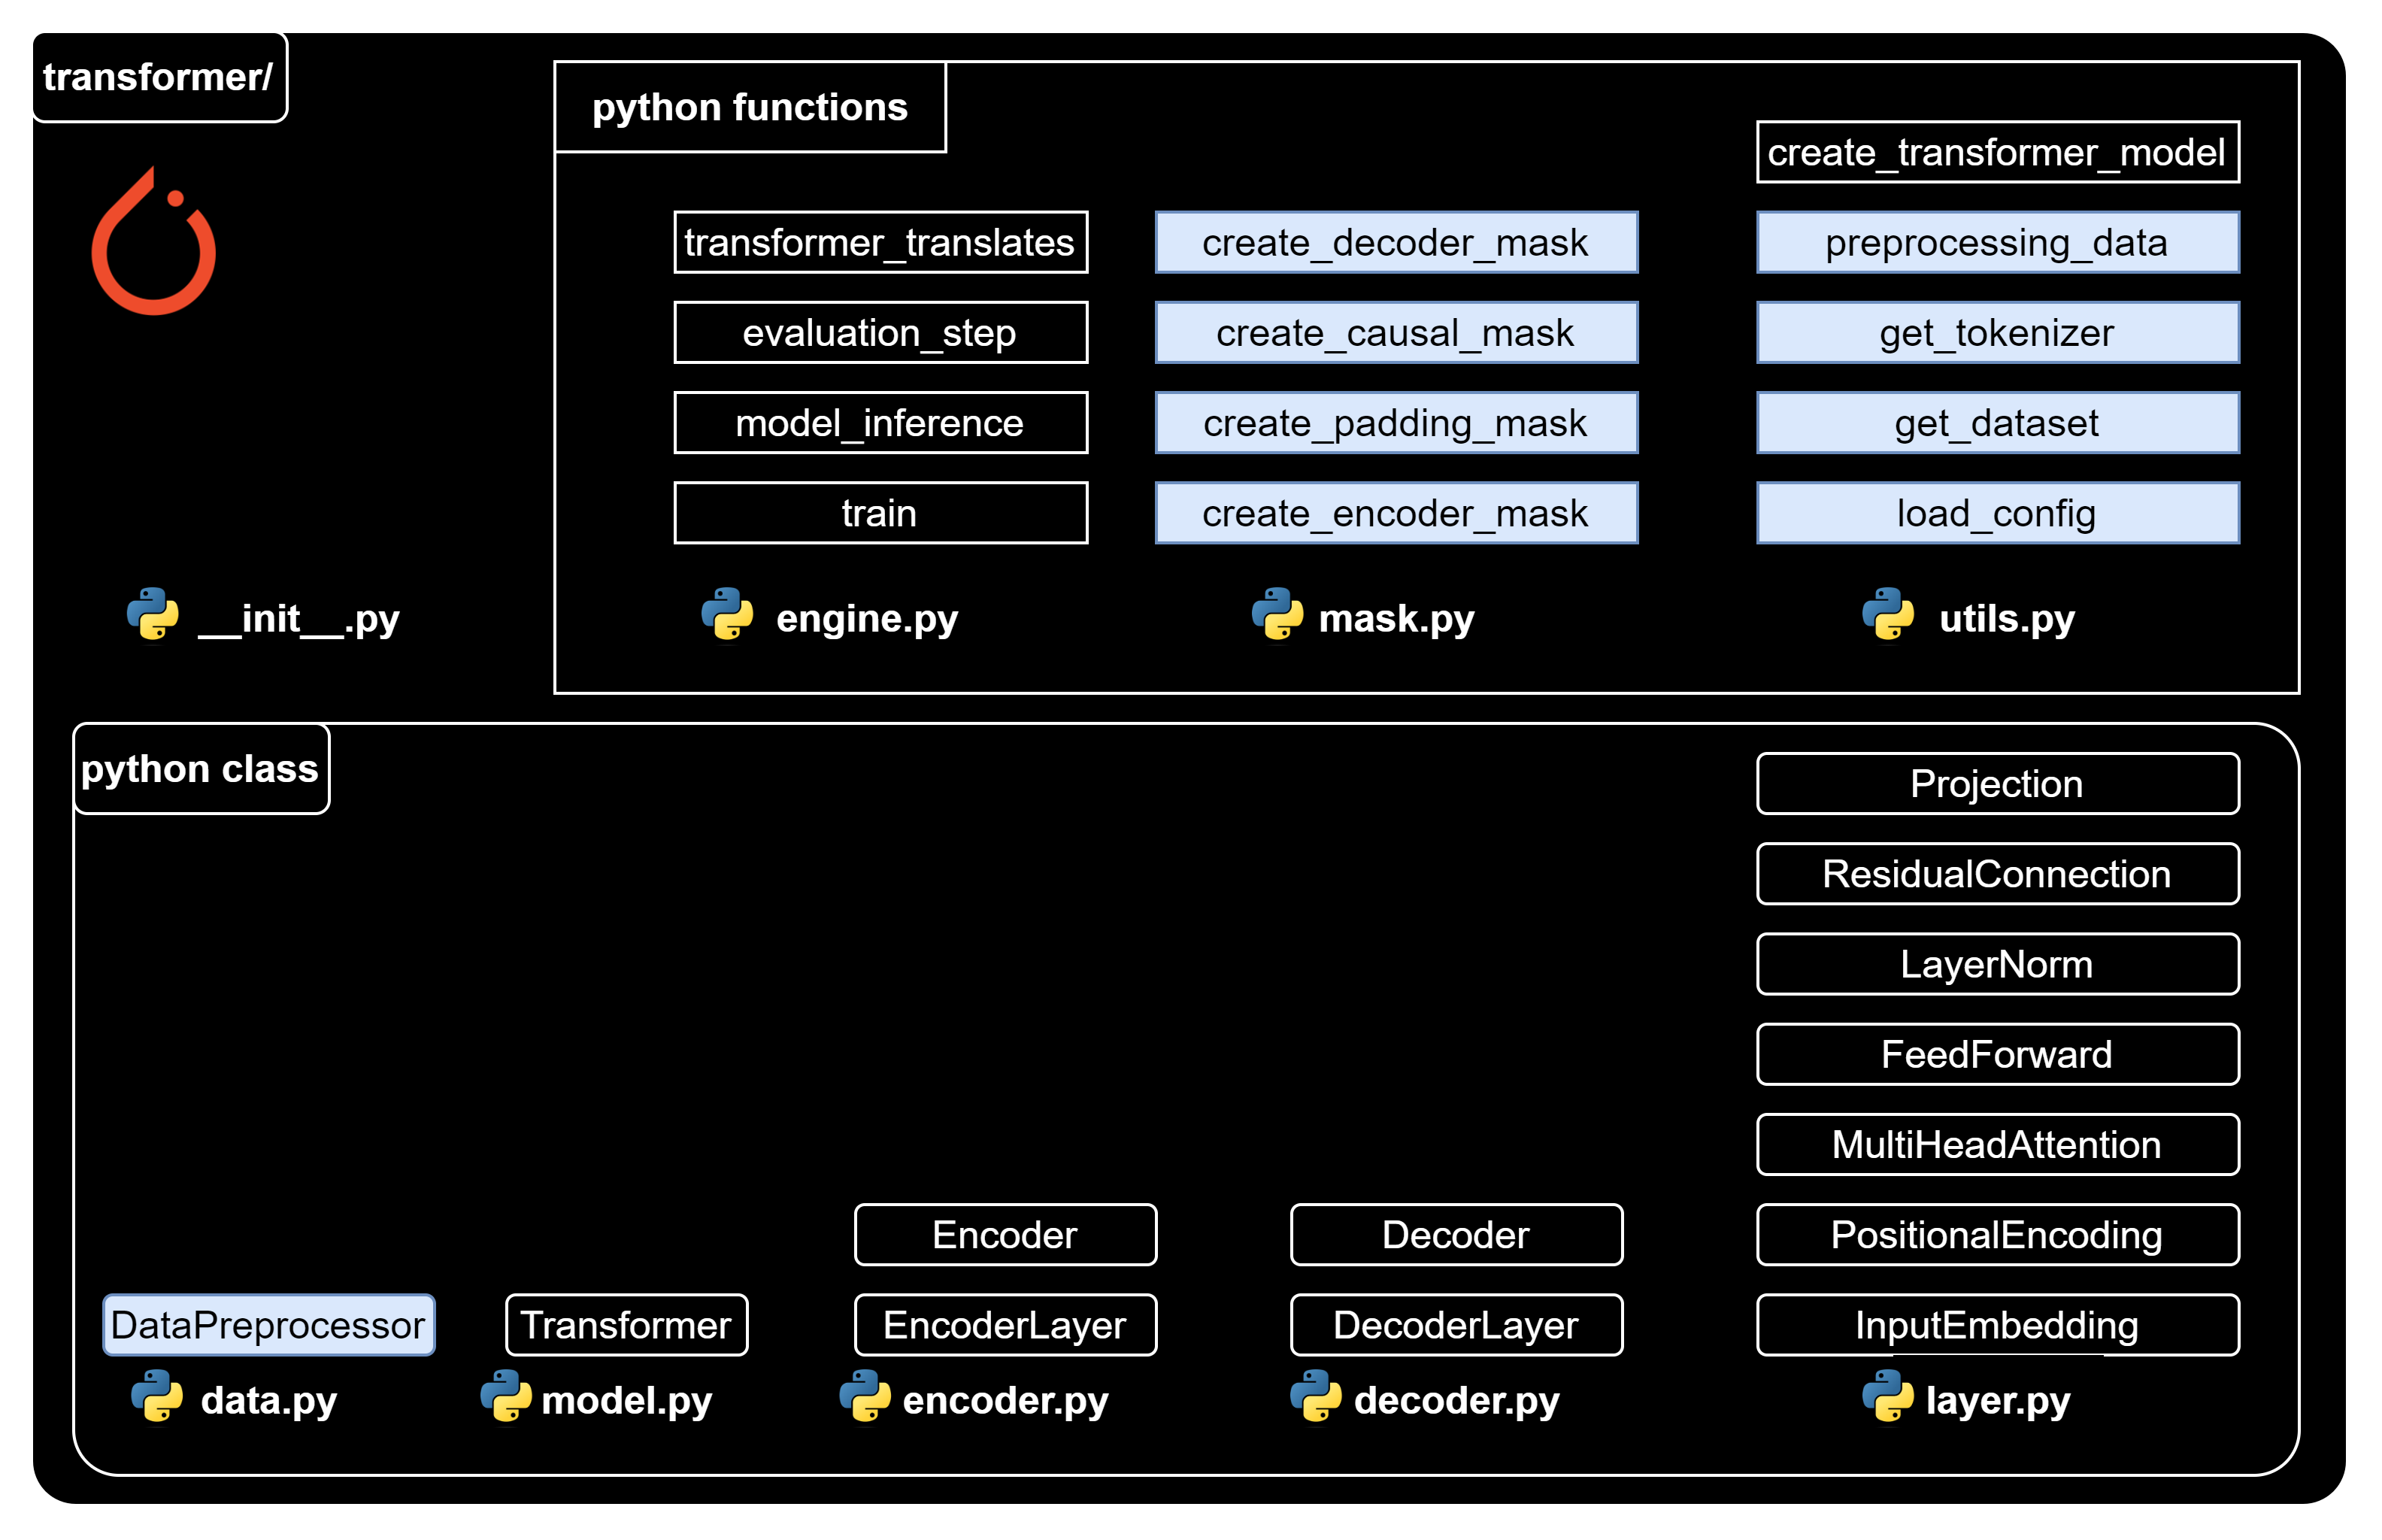 transformer/
python functions
create_transformer_model
transformer_translates
create_decoder_mask
preprocessing_data
evaluation_step
create_causal_mask
get_tokenizer
model_inference
create_padding_mask
get_dataset
train
create_encoder_mask
load_config
__init__.py
engine.py
mask.py
utils.py
python class
Projection
ResidualConnection
LayerNorm
FeedForward
MultiHeadAttention
Encoder
Decoder
PositionalEncoding
DataPreprocessor
Transformer
EncoderLayer
DecoderLayer
InputEmbedding
data.py
model.py
encoder.py
decoder.py
layer.py